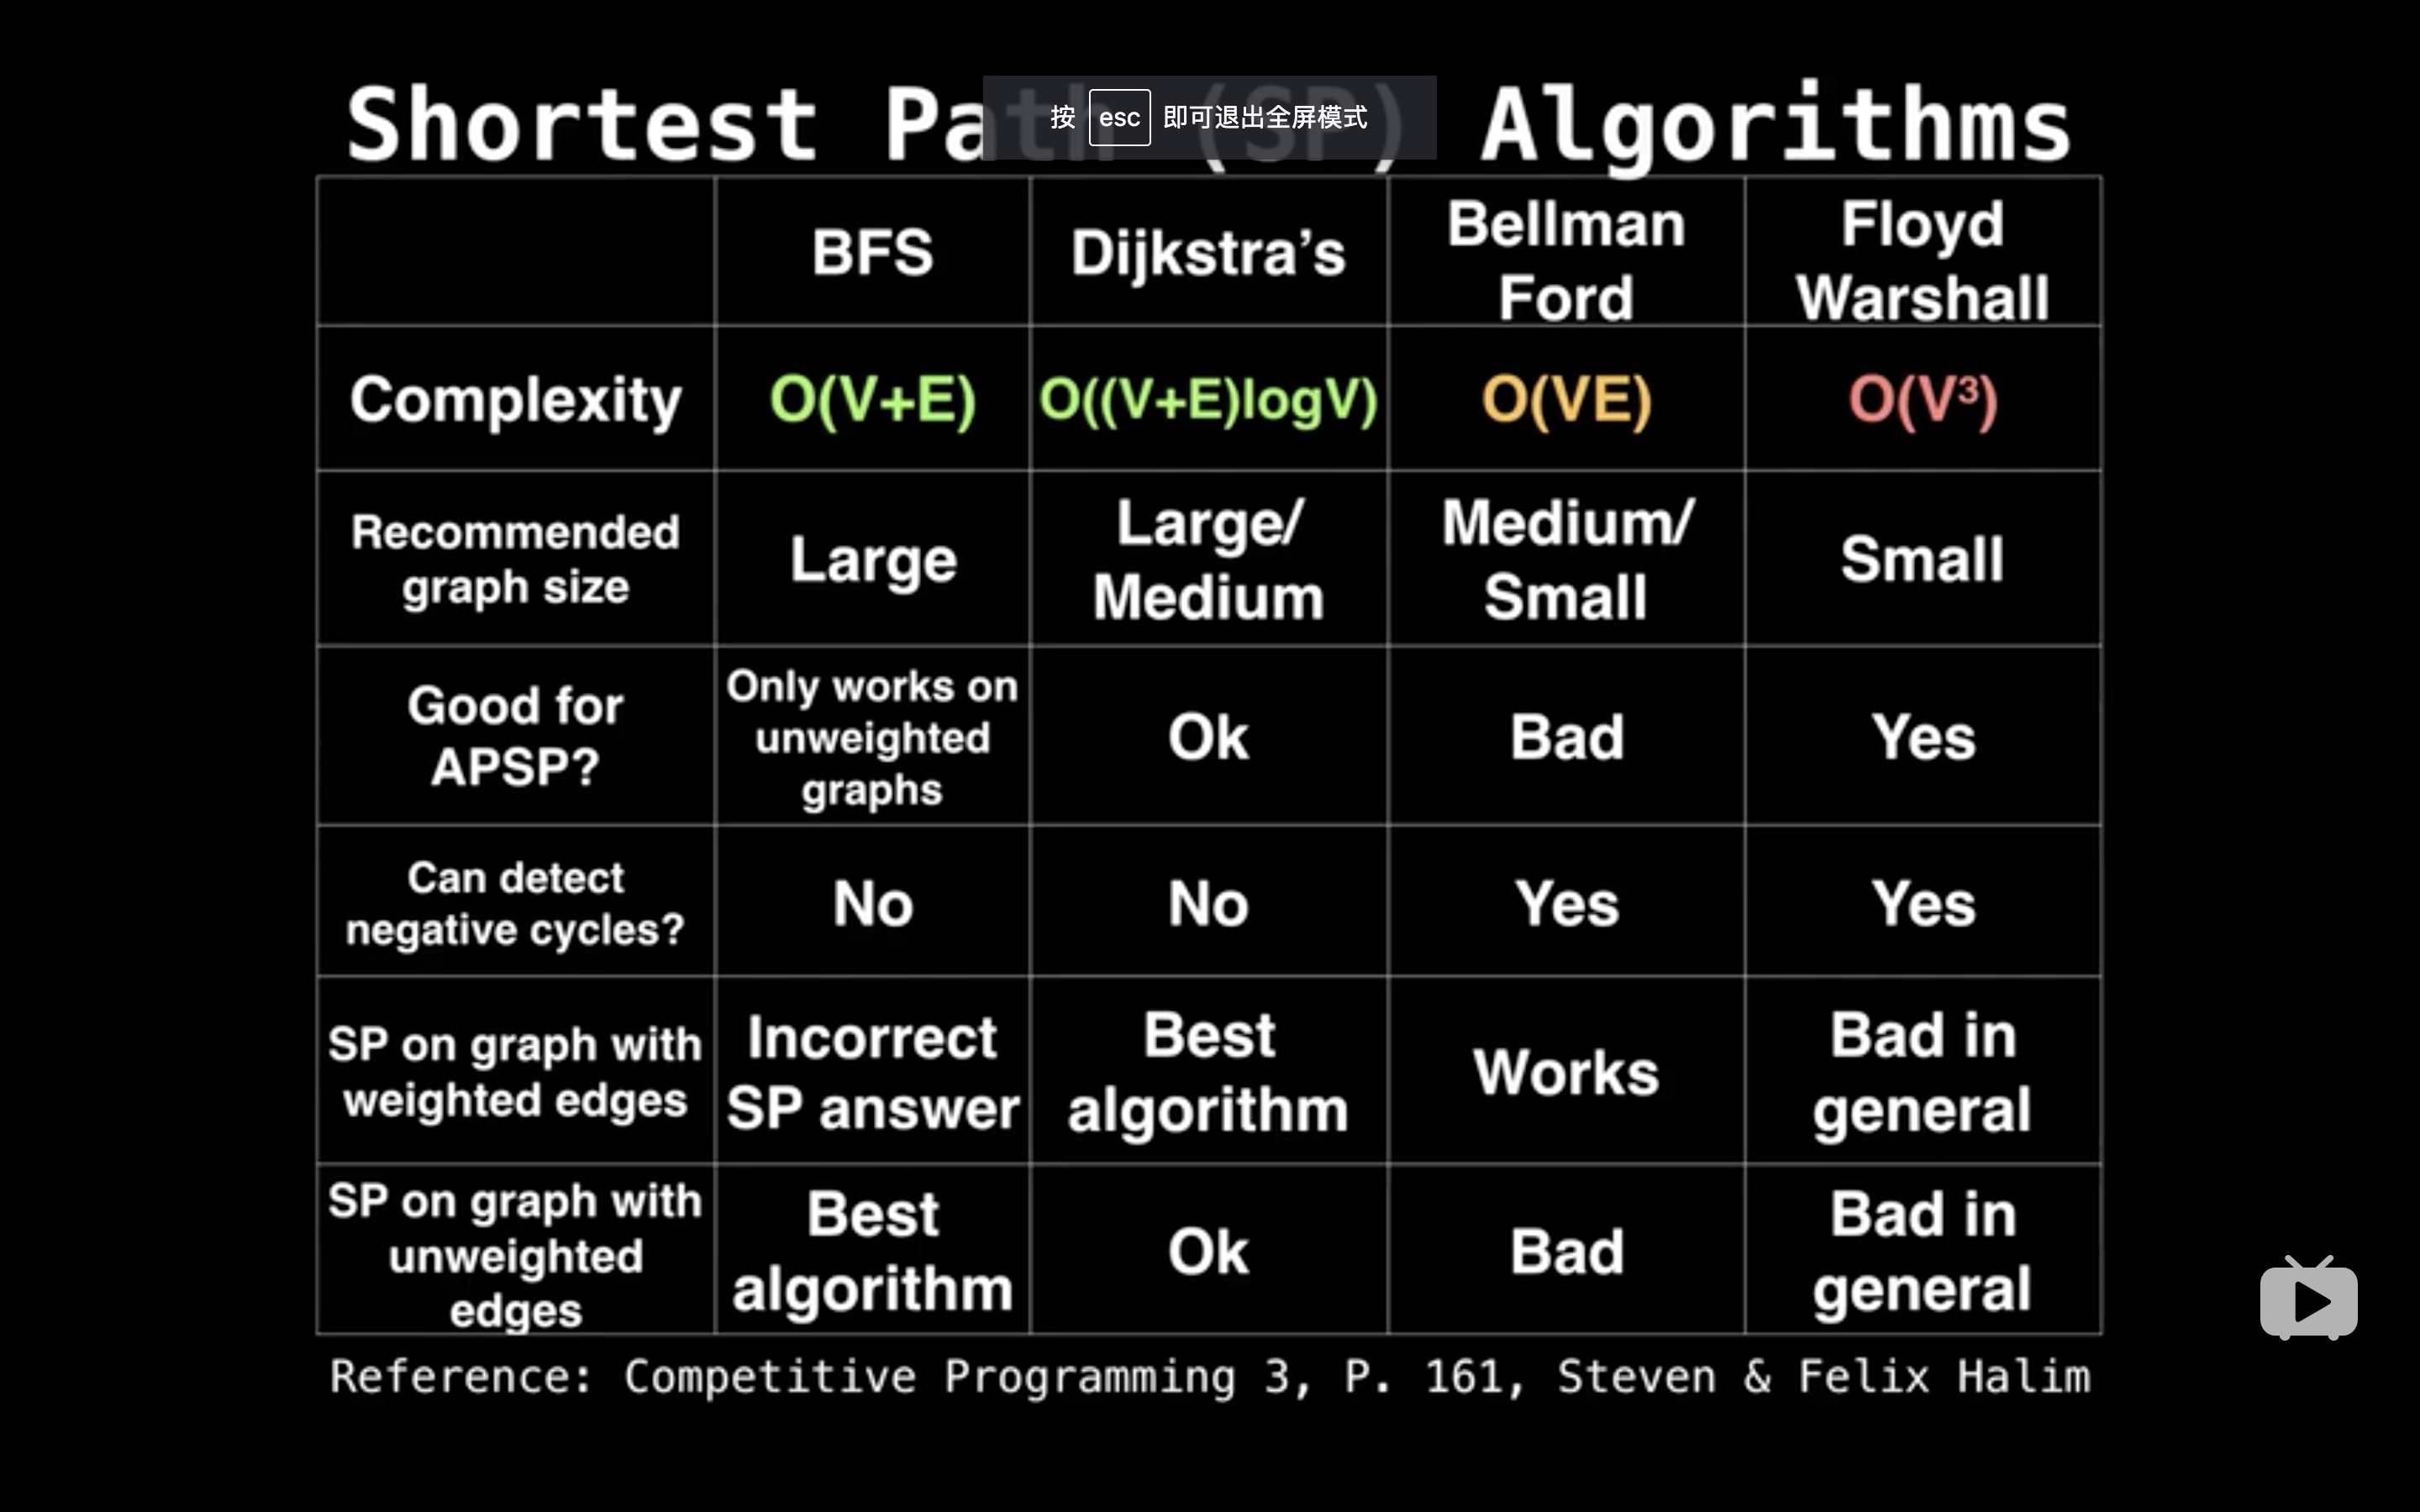 Shortest Path (SP) Algorithms
按 esc 即可退出全屏模式
BFS
Dijkstra’s
Bellman
Ford
Floyd
Warshall
Complexity
O(V+E)
O((V+E)logV)
O(VE)
O(V³)
Recommended
graph size
Large
Large/
Medium
Medium/
Small
Small
Good for
APSP?
Only works on
unweighted
graphs
Ok
Bad
Yes
Can detect
negative cycles?
No
No
Yes
Yes
SP on graph with
weighted edges
Incorrect
SP answer
Best
algorithm
Works
Bad in
general
SP on graph with
unweighted
edges
Best
algorithm
Ok
Bad
Bad in
general
Reference: Competitive Programming 3, P. 161, Steven & Felix Halim